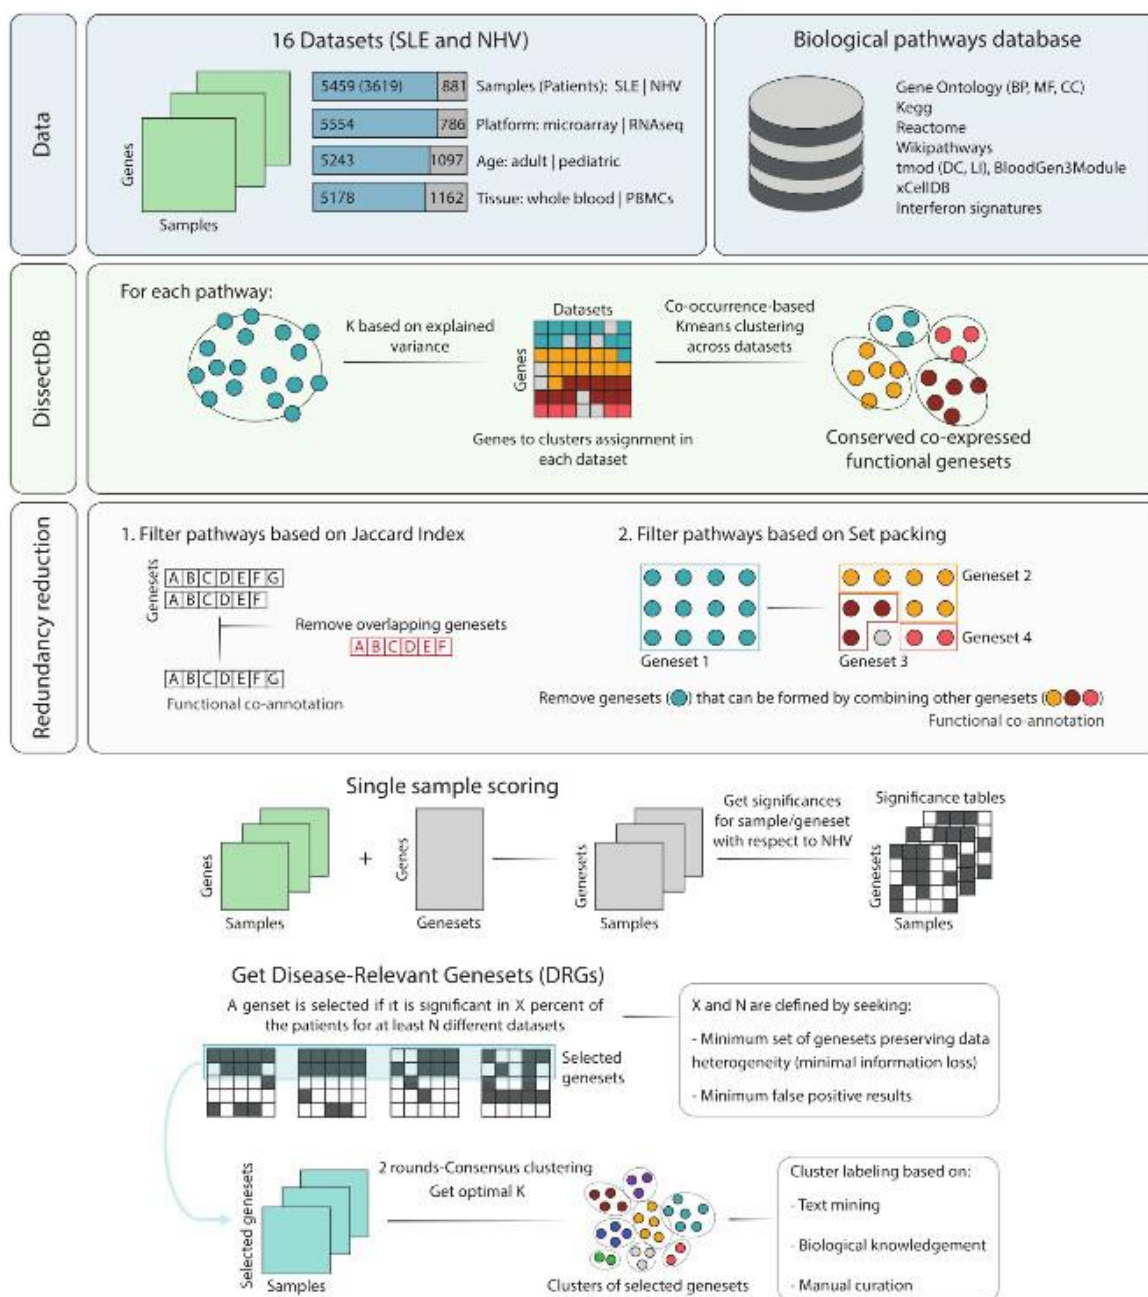 Data
16 Datasets (SLE and NHV)
Genes
Samples
5459 (3619) 881 Samples (Patients): SLE | NHV
5554 786 Platform: microarray | RNAseq
5243 1097 Age: adult | pediatric
5178 1162 Tissue: whole blood | PBMCs
Biological pathways database
Gene Ontology (BP, MF, CC)
Kegg
Reactome
Wikipathways
tmod (DC, LI), BloodGen3Module
xCellDB
Interferon signatures
DissectDB
For each pathway:
K based on explained
variance
Datasets
Genes
Genes to clusters assignment in
each dataset
Co-occurrence-based
Kmeans clustering
across datasets
Conserved co-expressed
functional genesets
Redundancy reduction
1. Filter pathways based on Jaccard Index
Genesets
A B C D E F G
A B C D E F
Remove overlapping genesets
A B C D E F
A B C D E F G
Functional co-annotation
2. Filter pathways based on Set packing
Geneset 1
Geneset 2
Geneset 4
Geneset 3
Remove genesets ( ) that can be formed by combining other genesets ( )
Functional co-annotation
Single sample scoring
Genes
Samples
+
Genes
Genesets
Genesets
Samples
Get significances
for sample/geneset
with respect to NHV
Significance tables
Genesets
Samples
Get Disease-Relevant Genesets (DRGs)
A genset is selected if it is significant in X percent of
the patients for at least N different datasets
Selected
genesets
X and N are defined by seeking:
- Minimum set of genesets preserving data
heterogeneity (minimal information loss)
- Minimum false positive results
Selected genesets
Samples
2 rounds-Consensus clustering
Get optimal K
Clusters of selected genesets
Cluster labeling based on:
- Text mining
- Biological knowledgement
- Manual curation